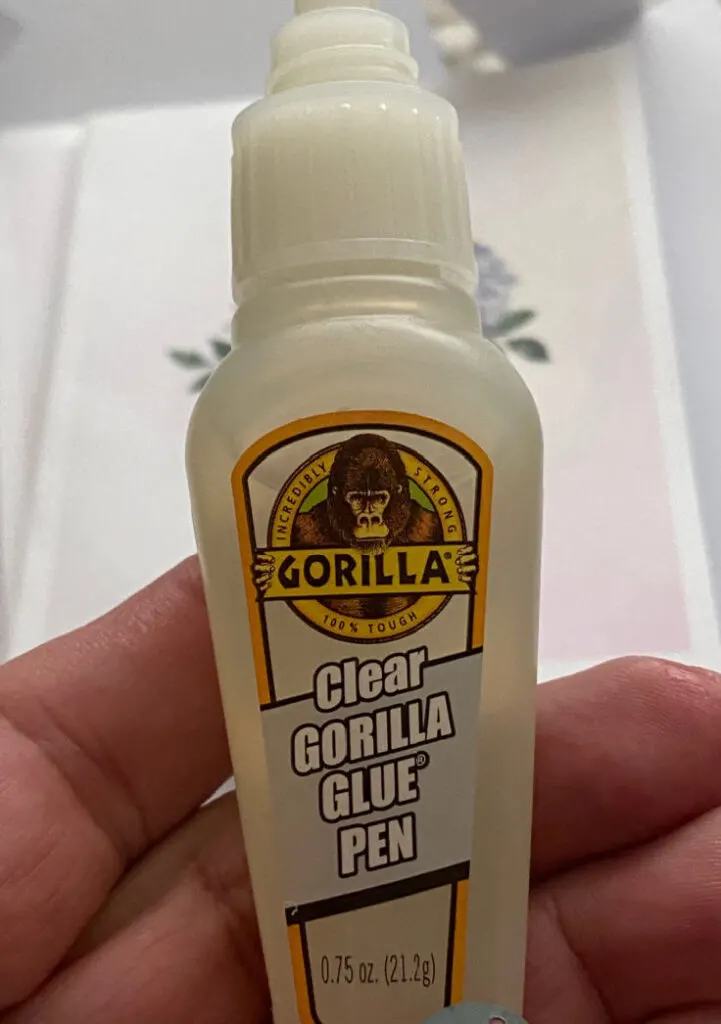 INCREDIBLY STRONG
GORILLA®
100% TOUGH
Clear
GORILLA
GLUE®
PEN
0.75 oz. (21.2g)